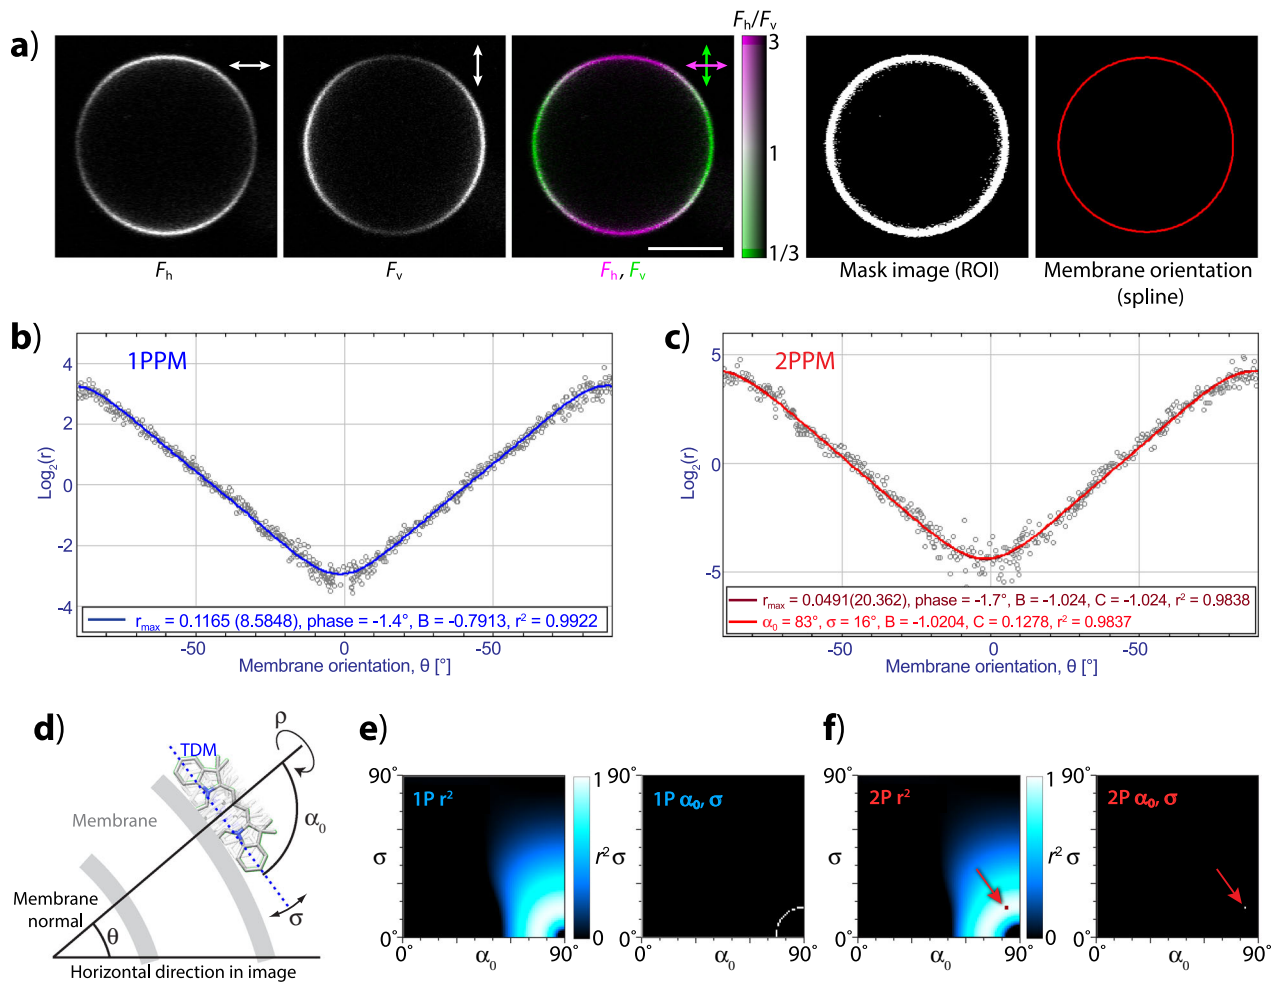 a)
Fh/Fv
3
1
1/3
Fh
Fv
Fh, Fv
Mask image (ROI)
Membrane orientation
(spline)
b)
1PPM
Log2(r)
4
2
0
-2
-4
rmax = 0.1165 (8.5848), phase = -1.4°, B = -0.7913, r² = 0.9922
-50
0
-50
Membrane orientation, θ [°]
c)
2PPM
Log2(r)
5
0
-5
rmax = 0.0491(20.362), phase = -1.7°, B = -1.024, C = -1.024, r² = 0.9838
α0 = 83°, σ = 16°, B = -1.0204, C = 0.1278, r² = 0.9837
-50
0
-50
Membrane orientation, θ [°]
d)
ρ
TDM
Membrane
α0
Membrane
normal
σ
θ
Horizontal direction in image
e)
90°
1P r²
σ
0°
0°
α0
90°
1
r²
0
90°
1P α0, σ
σ
0°
0°
α0
90°
f)
90°
2P r²
σ
0°
0°
α0
90°
1
r²
0
90°
2P α0, σ
σ
0°
0°
α0
90°